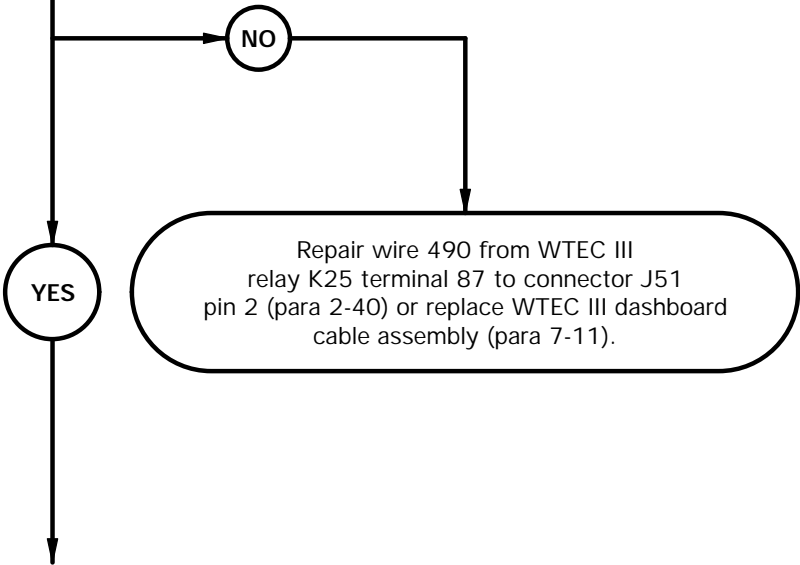 NO
YES
Repair wire 490 from WTEC III
relay K25 terminal 87 to connector J51
pin 2 (para 2-40) or replace WTEC III dashboard
cable assembly (para 7-11).